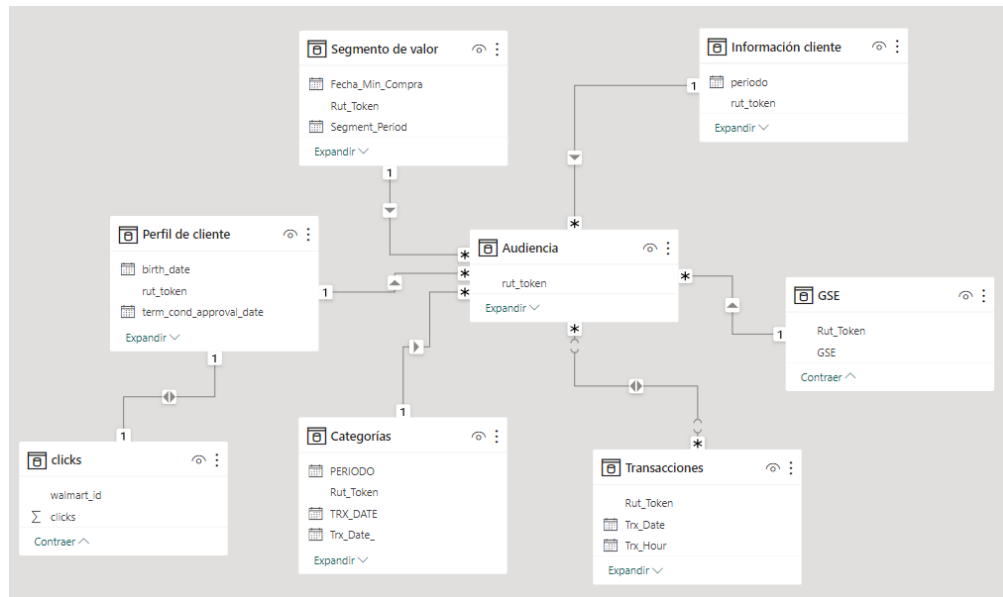 Segmento de valor
Fecha_Min_Compra
Rut_Token
Segment_Period
Expandir
1
Información cliente
periodo
rut_token
Expandir
1
*
Perfil de cliente
birth_date
rut_token
term_cond_approval_date
Expandir
1
1
*
*
*
Audiencia
rut_token
Expandir
*
*
GSE
Rut_Token
GSE
Contraer
1
clicks
walmart_id
Σ clicks
Contraer
1
Categorías
PERIODO
Rut_Token
TRX_DATE
Trx_Date_
Expandir
1
Transacciones
Rut_Token
Trx_Date
Trx_Hour
Expandir
*